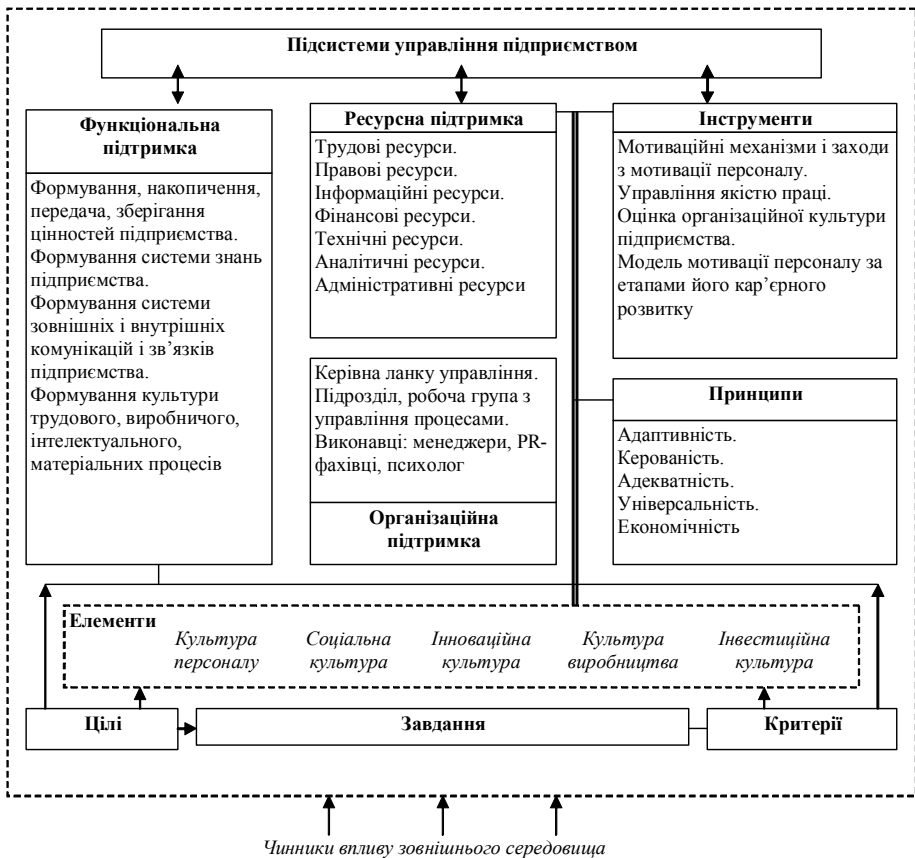 Підсистеми управління підприємством
Функціональна
підтримка
Формування, накопичення,
передача, зберігання
цінностей підприємства.
Формування системи знань
підприємства.
Формування системи
зовнішніх і внутрішніх
комунікацій і зв’язків
підприємства.
Формування культури
трудового, виробничого,
інтелектуального,
матеріальних процесів
Ресурсна підтримка
Трудові ресурси.
Правові ресурси.
Інформаційні ресурси.
Фінансові ресурси.
Технічні ресурси.
Аналітичні ресурси.
Адміністративні ресурси
Керівна ланку управління.
Підрозділ, робоча група з
управління процесами.
Виконавці: менеджери, PR-
фахівці, психолог
Організаційна
підтримка
Інструменти
Мотиваційні механізми і заходи
з мотивації персоналу.
Управління якістю праці.
Оцінка організаційної культури
підприємства.
Модель мотивації персоналу за
етапами його кар’єрного
розвитку
Принципи
Адаптивність.
Керованість.
Адекватність.
Універсальність.
Економічність
Елементи
Культура
персоналу
Соціальна
культура
Інноваційна
культура
Культура
виробництва
Інвестиційна
культура
Цілі
Завдання
Критерії
Чинники впливу зовнішнього середовища